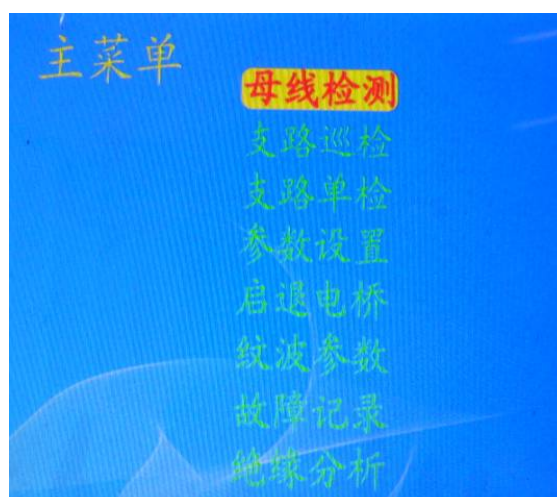 主菜单
母线检测
支路巡检
支路单检
参数设置
启退电桥
纹波参数
故障记录
绝缘分析